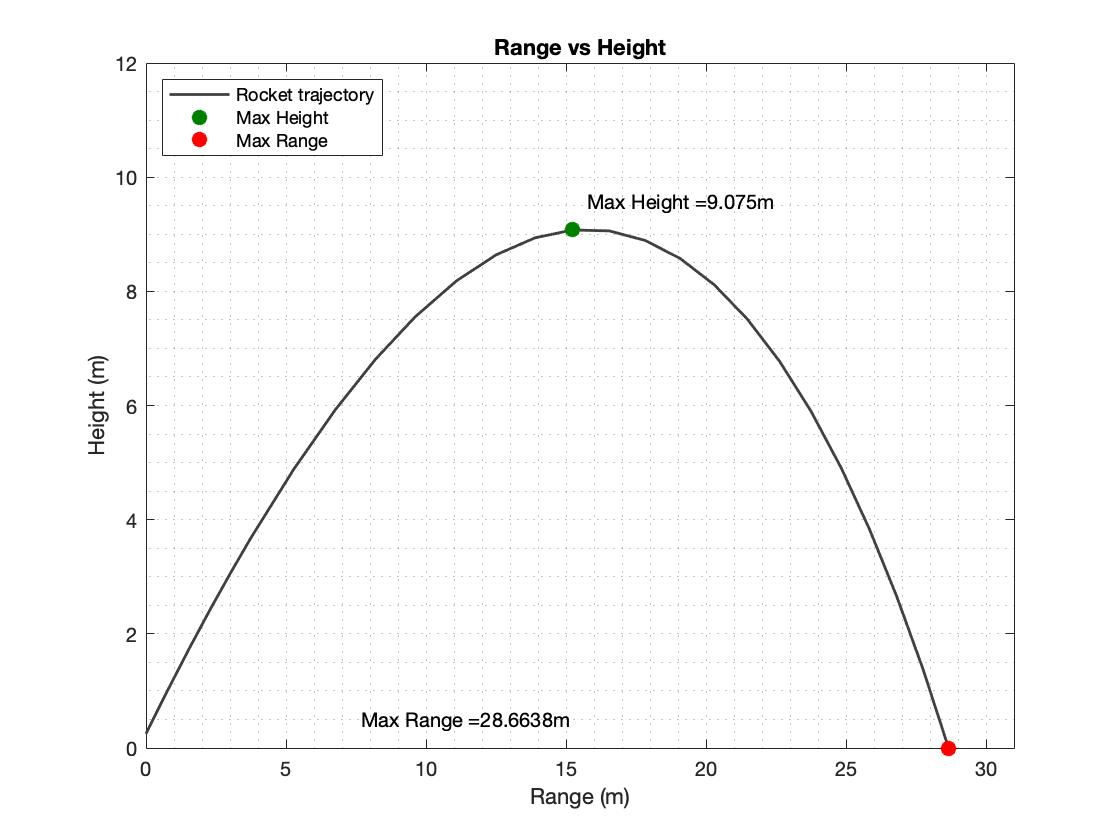 Range vs Height
12
Rocket trajectory
Max Height
Max Range
10
Max Height =9.075m
8
6
Height (m)
4
2
Max Range =28.6638m
0
0 5 10 15 20 25 30
Range (m)